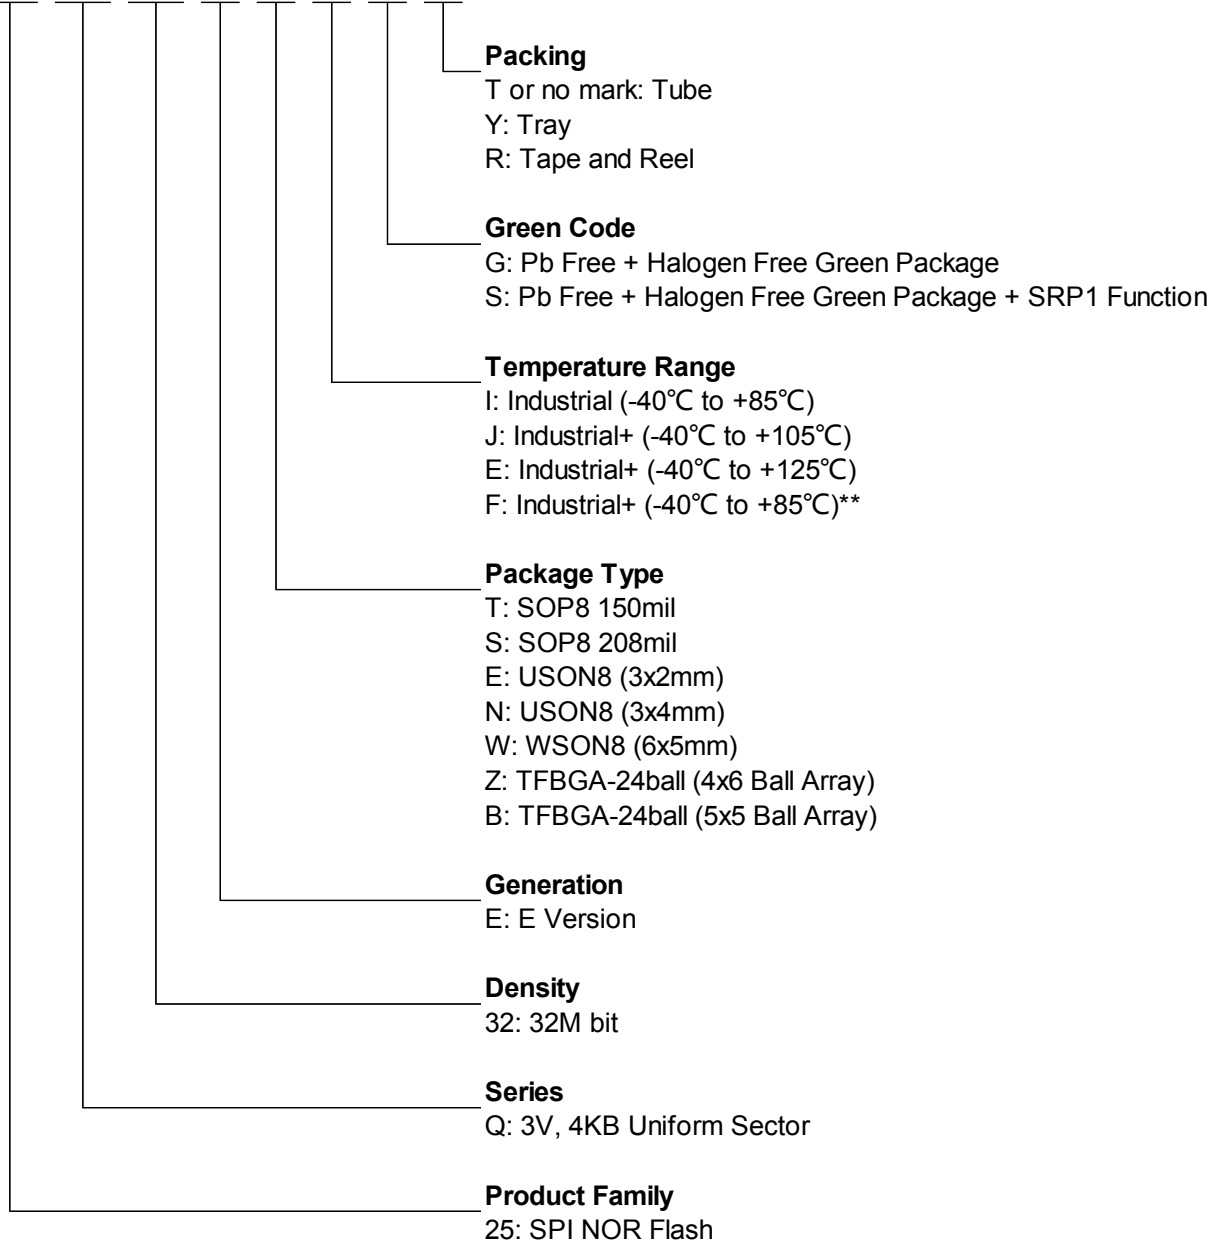 Packing
T or no mark: Tube
Y: Tray
R: Tape and Reel
Green Code
G: Pb Free + Halogen Free Green Package
S: Pb Free + Halogen Free Green Package + SRP1 Function
Temperature Range
I: Industrial (-40℃ to +85℃)
J: Industrial+ (-40℃ to +105℃)
E: Industrial+ (-40℃ to +125℃)
F: Industrial+ (-40℃ to +85℃)**
Package Type
T: SOP8 150mil
S: SOP8 208mil
E: USON8 (3x2mm)
N: USON8 (3x4mm)
W: WSON8 (6x5mm)
Z: TFBGA-24ball (4x6 Ball Array)
B: TFBGA-24ball (5x5 Ball Array)
Generation
E: E Version
Density
32: 32M bit
Series
Q: 3V, 4KB Uniform Sector
Product Family
25: SPI NOR Flash